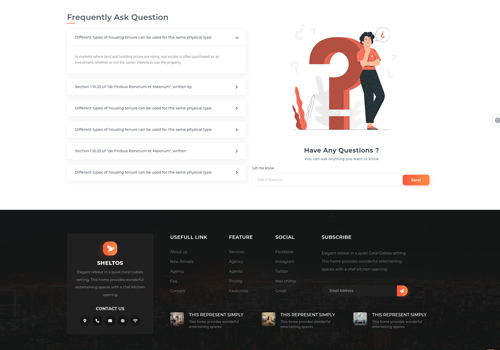 Frequently Ask Question
Different types of housing tenure can be used for the same physical type.
In markets where land and building prices are rising, real estate is often purchased as an
investment, whether or not the owner intends to use the property.
Section 1.10.32 of "de Finibus Bonorum et Malorum", written by
Different types of housing tenure can be used for the same physical type.
Different types of housing tenure can be used for the same physical type.
Section 1.10.32 of "de Finibus Bonorum et Malorum", written
Different types of housing tenure can be used for the same physical type.
?
?
Have Any Questions ?
You can ask anything you want to know
Let me know
Ask A Question
Send
SHELTOS
Elegant retreat in a quiet Coral Gables
setting. This home provides wonderful
entertaining spaces with a chef kitchen
opening.
CONTACT US
USEFULL LINK
About us
New Arrivals
Agency
Faq
Contact
FEATURE
Services
Agency
Agents
Pricing
Favourites
SOCIAL
Facebook
Instagram
Twitter
Mail chimp
Gmail
SUBSCRIBE
Elegant retreat in a quiet Coral Gables setting.
This home provides wonderful entertaining
spaces with a chef kitchen opening.
Email Address
THIS REPRESENT SIMPLY
This home provides wonderful
entertaining spaces
THIS REPRESENT SIMPLY
This home provides wonderful
entertaining spaces
THIS REPRESENT SIMPLY
This home provides wonderful
entertaining spaces